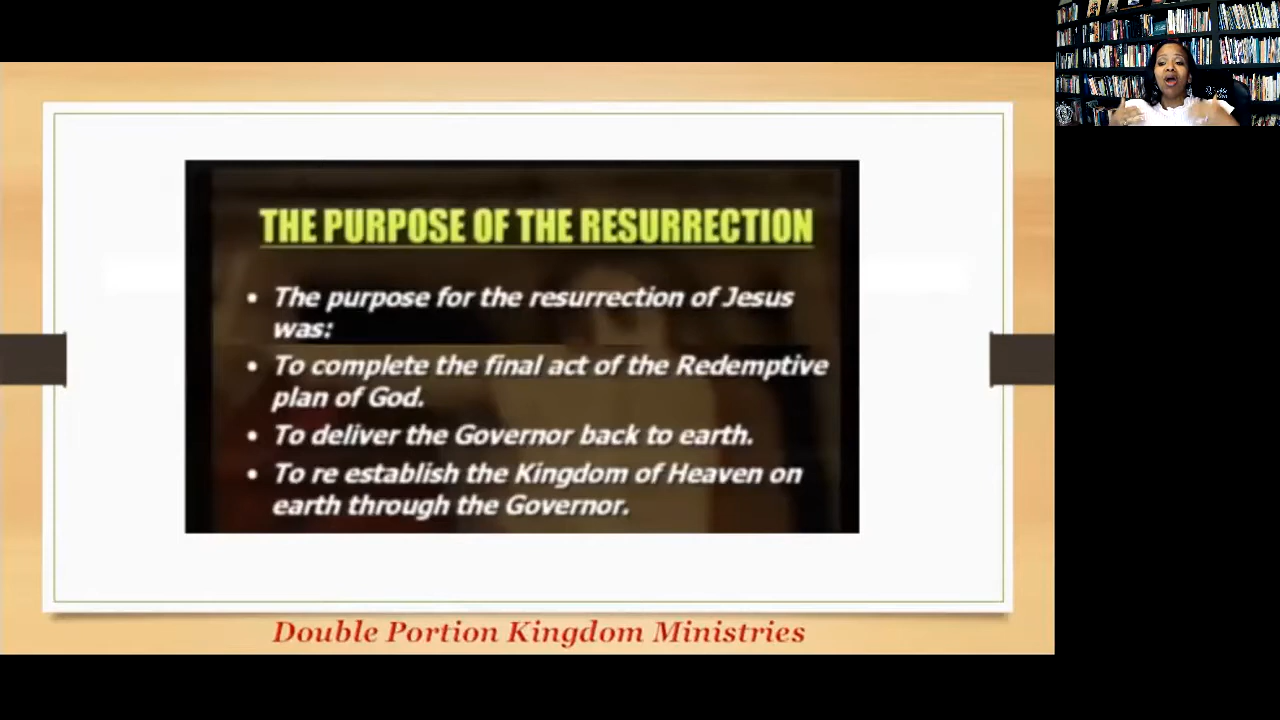 THE PURPOSE OF THE RESURRECTION
• The purpose for the resurrection of Jesus
was:
• To complete the final act of the Redemptive
plan of God.
• To deliver the Governor back to earth.
• To re establish the Kingdom of Heaven on
earth through the Governor.
Double Portion Kingdom Ministries